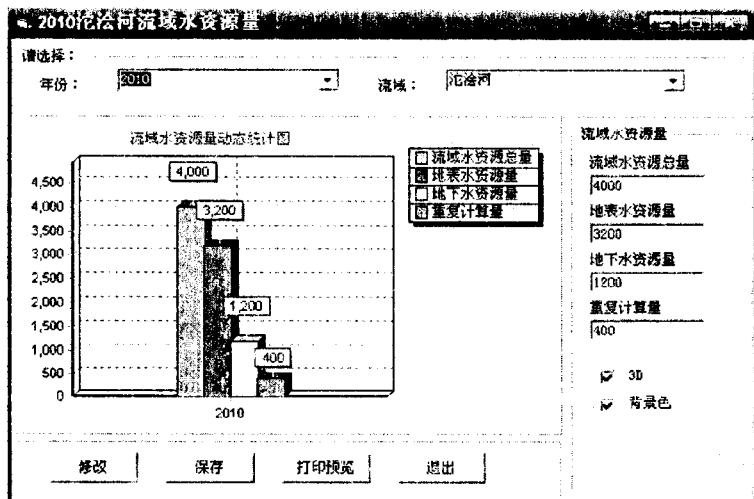 2010沱浍河流域水资源量
请选择：
年份： 2010 流域： 沱浍河
流域水资源量动态统计图
4,500
4,000
3,500
3,000
2,500
2,000
1,500
1,000
500
0
4,000
3,200
1,200
400
2010
流域水资源总量
地表水资源量
地下水资源量
重复计算量
流域水资源量
流域水资源总量
4000
地表水资源量
3200
地下水资源量
1200
重复计算量
400
3D
背景色
修改 保存 打印预览 退出